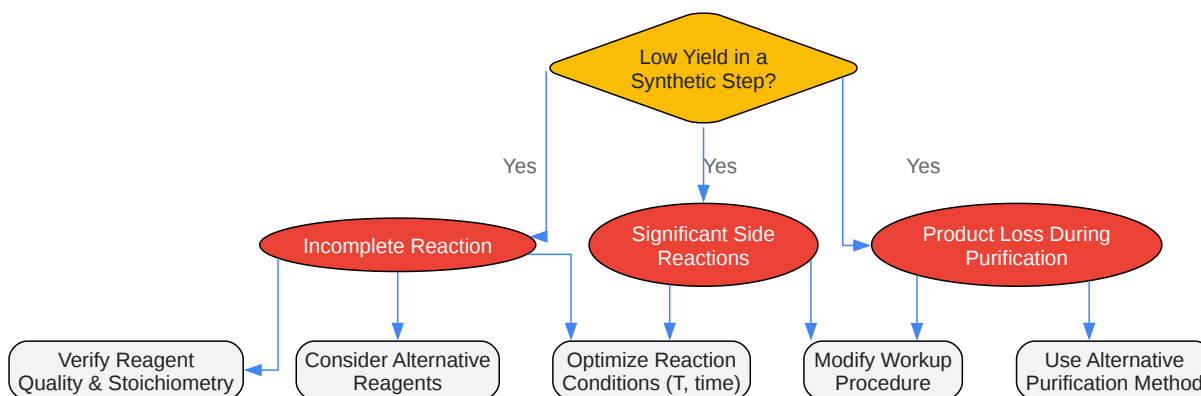 Low Yield in a
Synthetic Step?
Yes
Yes
Yes
Incomplete Reaction
Significant Side
Reactions
Product Loss During
Purification
Verify Reagent
Quality & Stoichiometry
Consider Alternative
Reagents
Optimize Reaction
Conditions (T, time)
Modify Workup
Procedure
Use Alternative
Purification Method